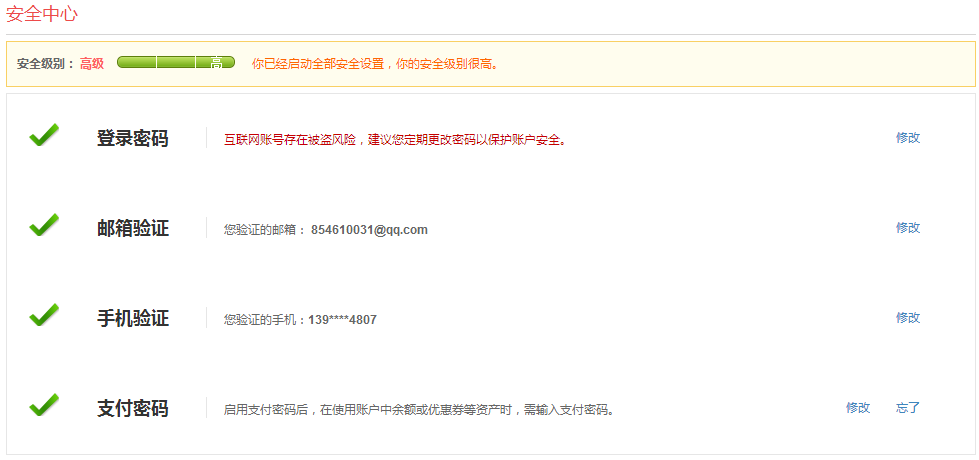 安全中心
安全级别： 高级 高 你已经启动全部安全设置，你的安全级别很高。
登录密码 互联网账号存在被盗风险，建议您定期更改密码以保护账户安全。 修改
邮箱验证 您验证的邮箱： 854610031@qq.com 修改
手机验证 您验证的手机：139****4807 修改
支付密码 启用支付密码后，在使用账户中余额或优惠券等资产时，需输入支付密码。 修改 忘了